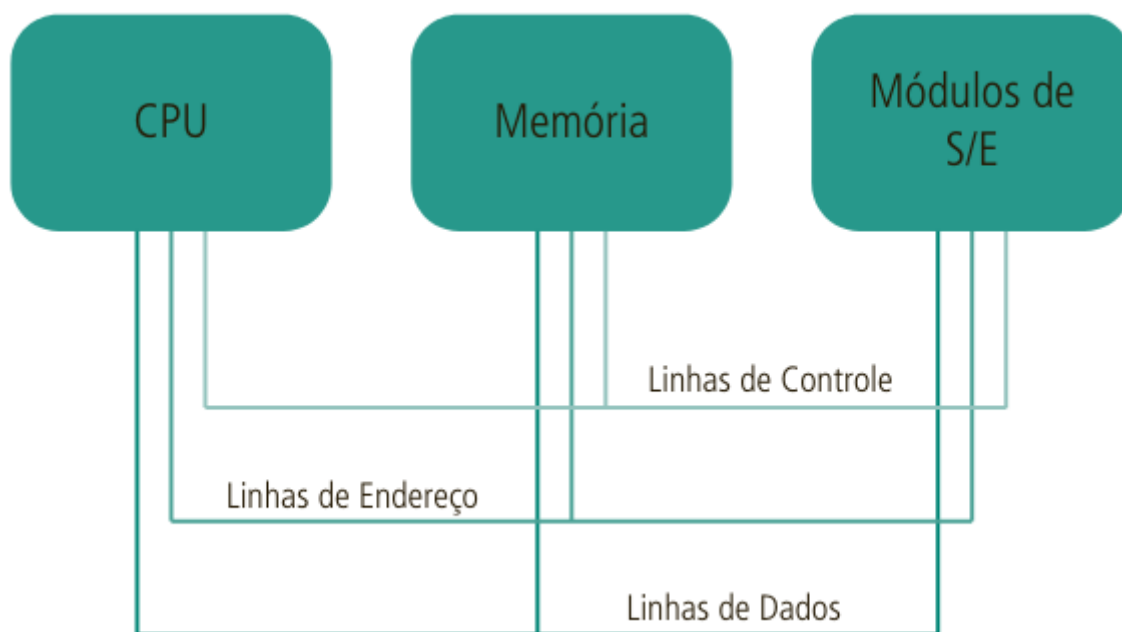 CPU
Memória
Módulos de
S/E
Linhas de Controle
Linhas de Endereço
Linhas de Dados